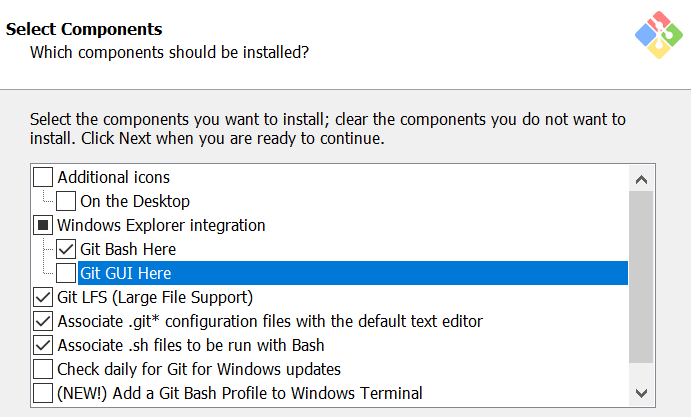 Select Components
Which components should be installed?
Select the components you want to install; clear the components you do not want to
install. Click Next when you are ready to continue.
Additional icons
On the Desktop
Windows Explorer integration
Git Bash Here
Git GUI Here
Git LFS (Large File Support)
Associate .git* configuration files with the default text editor
Associate .sh files to be run with Bash
Check daily for Git for Windows updates
(NEW!) Add a Git Bash Profile to Windows Terminal